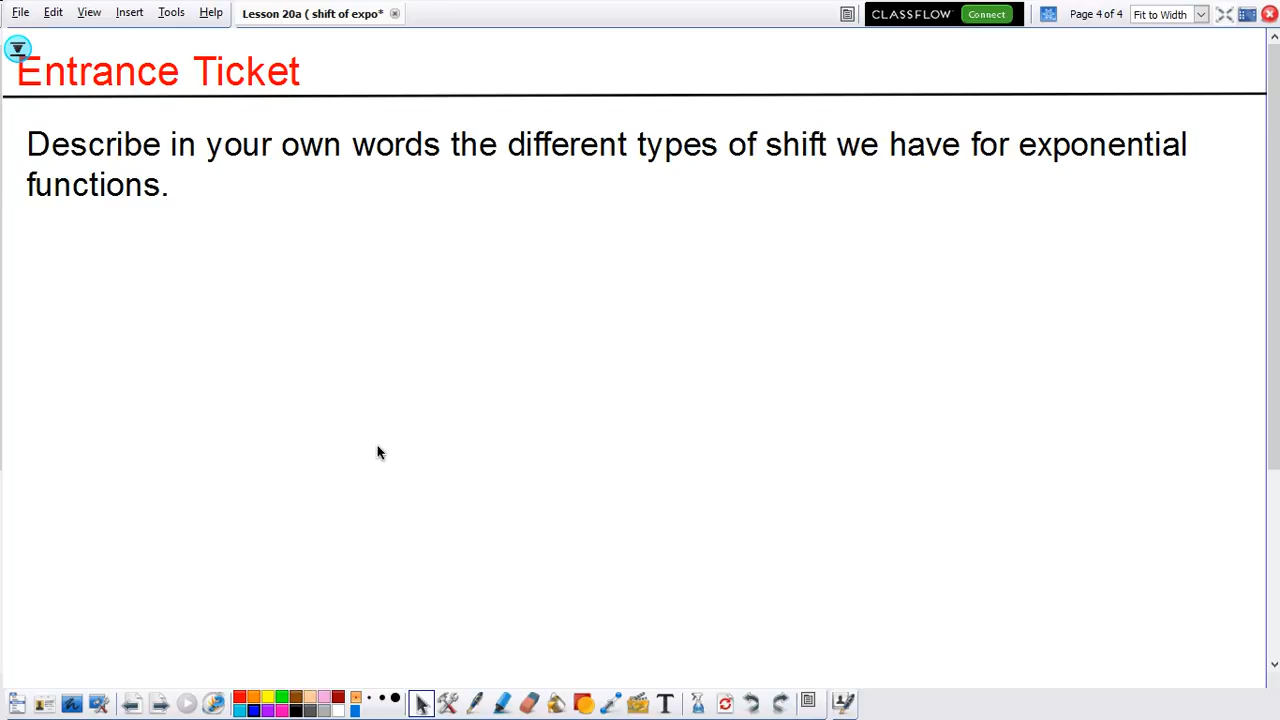 File Edit View Insert Tools Help Lesson 20a ( shift of expo* CLASSFLOW Connect Page 4 of 4 Fit to Width
Entrance Ticket
Describe in your own words the different types of shift we have for exponential
functions.
T